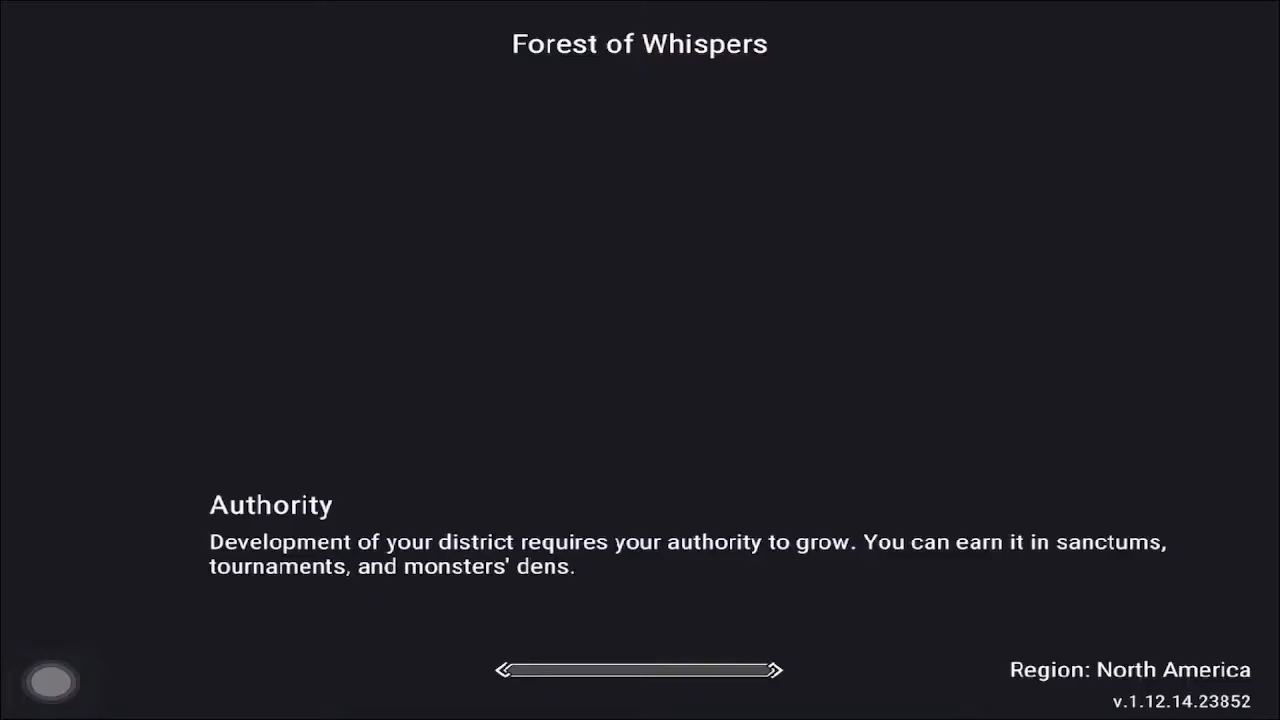 Forest of Whispers
Authority
Development of your district requires your authority to grow. You can earn it in sanctums,
tournaments, and monsters' dens.
Region: North America
v.1.12.14.23852